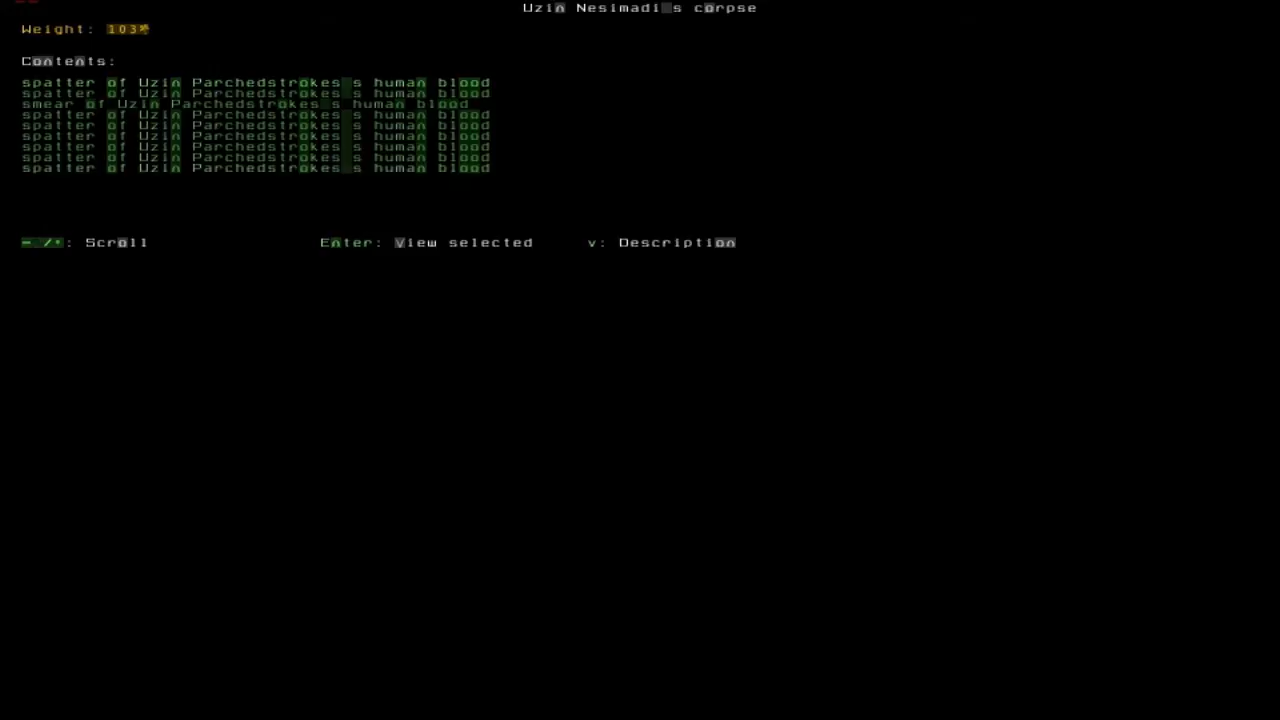 Uzin Nesimadi's corpse
Weight: 103*
Contents:
spatter of Uzin Parchedstrokes's human blood
spatter of Uzin Parchedstrokes's human blood
smear of Uzin Parchedstrokes's human blood
spatter of Uzin Parchedstrokes's human blood
spatter of Uzin Parchedstrokes's human blood
spatter of Uzin Parchedstrokes's human blood
spatter of Uzin Parchedstrokes's human blood
spatter of Uzin Parchedstrokes's human blood
spatter of Uzin Parchedstrokes's human blood
- /*: Scroll Enter: View selected v: Description